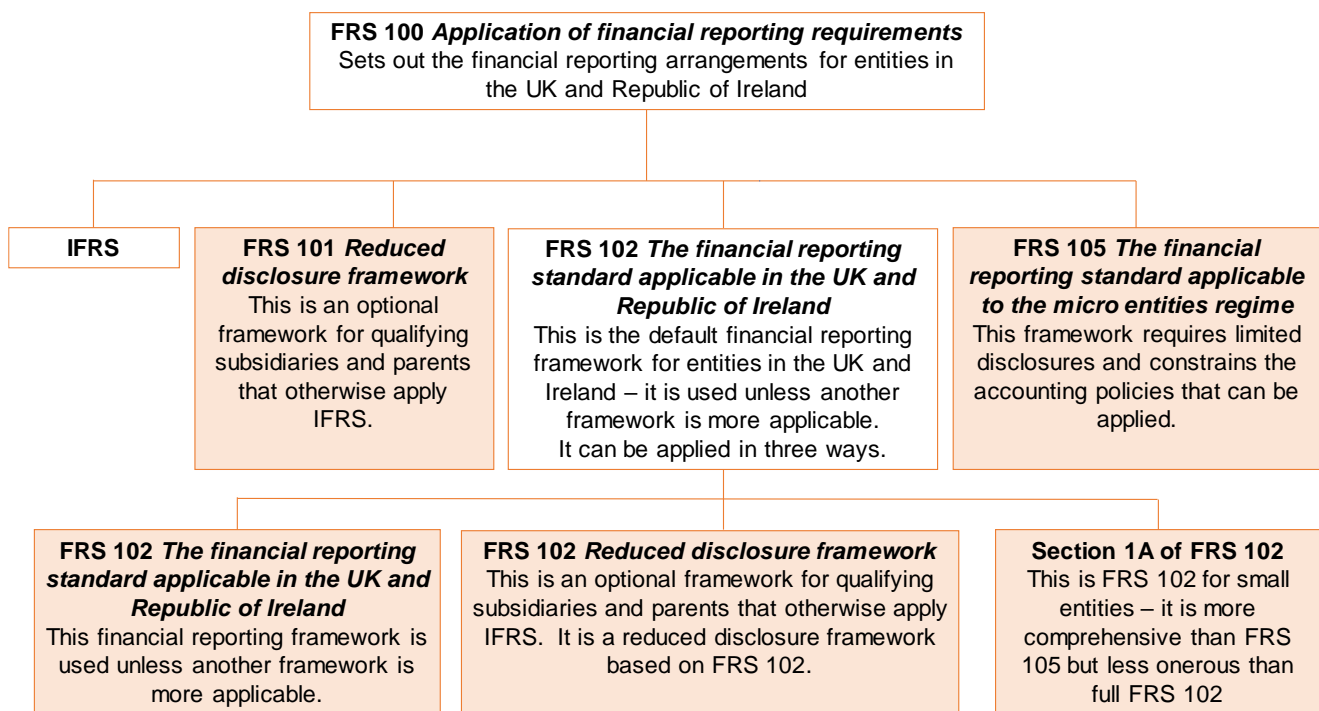 FRS 100 Application of financial reporting requirements
Sets out the financial reporting arrangements for entities in
the UK and Republic of Ireland
IFRS
FRS 101 Reduced
disclosure framework
This is an optional
framework for qualifying
subsidiaries and parents
that otherwise apply
IFRS.
FRS 102 The financial reporting
standard applicable in the UK and
Republic of Ireland
This is the default financial reporting
framework for entities in the UK and
Ireland – it is used unless another
framework is more applicable.
It can be applied in three ways.
FRS 105 The financial
reporting standard applicable
to the micro entities regime
This framework requires limited
disclosures and constrains the
accounting policies that can be
applied.
FRS 102 The financial reporting
standard applicable in the UK and
Republic of Ireland
This financial reporting framework is
used unless another framework is
more applicable.
FRS 102 Reduced disclosure framework
This is an optional framework for qualifying
subsidiaries and parents that otherwise apply
IFRS. It is a reduced disclosure framework
based on FRS 102.
Section 1A of FRS 102
This is FRS 102 for small
entities – it is more
comprehensive than FRS
105 but less onerous than
full FRS 102